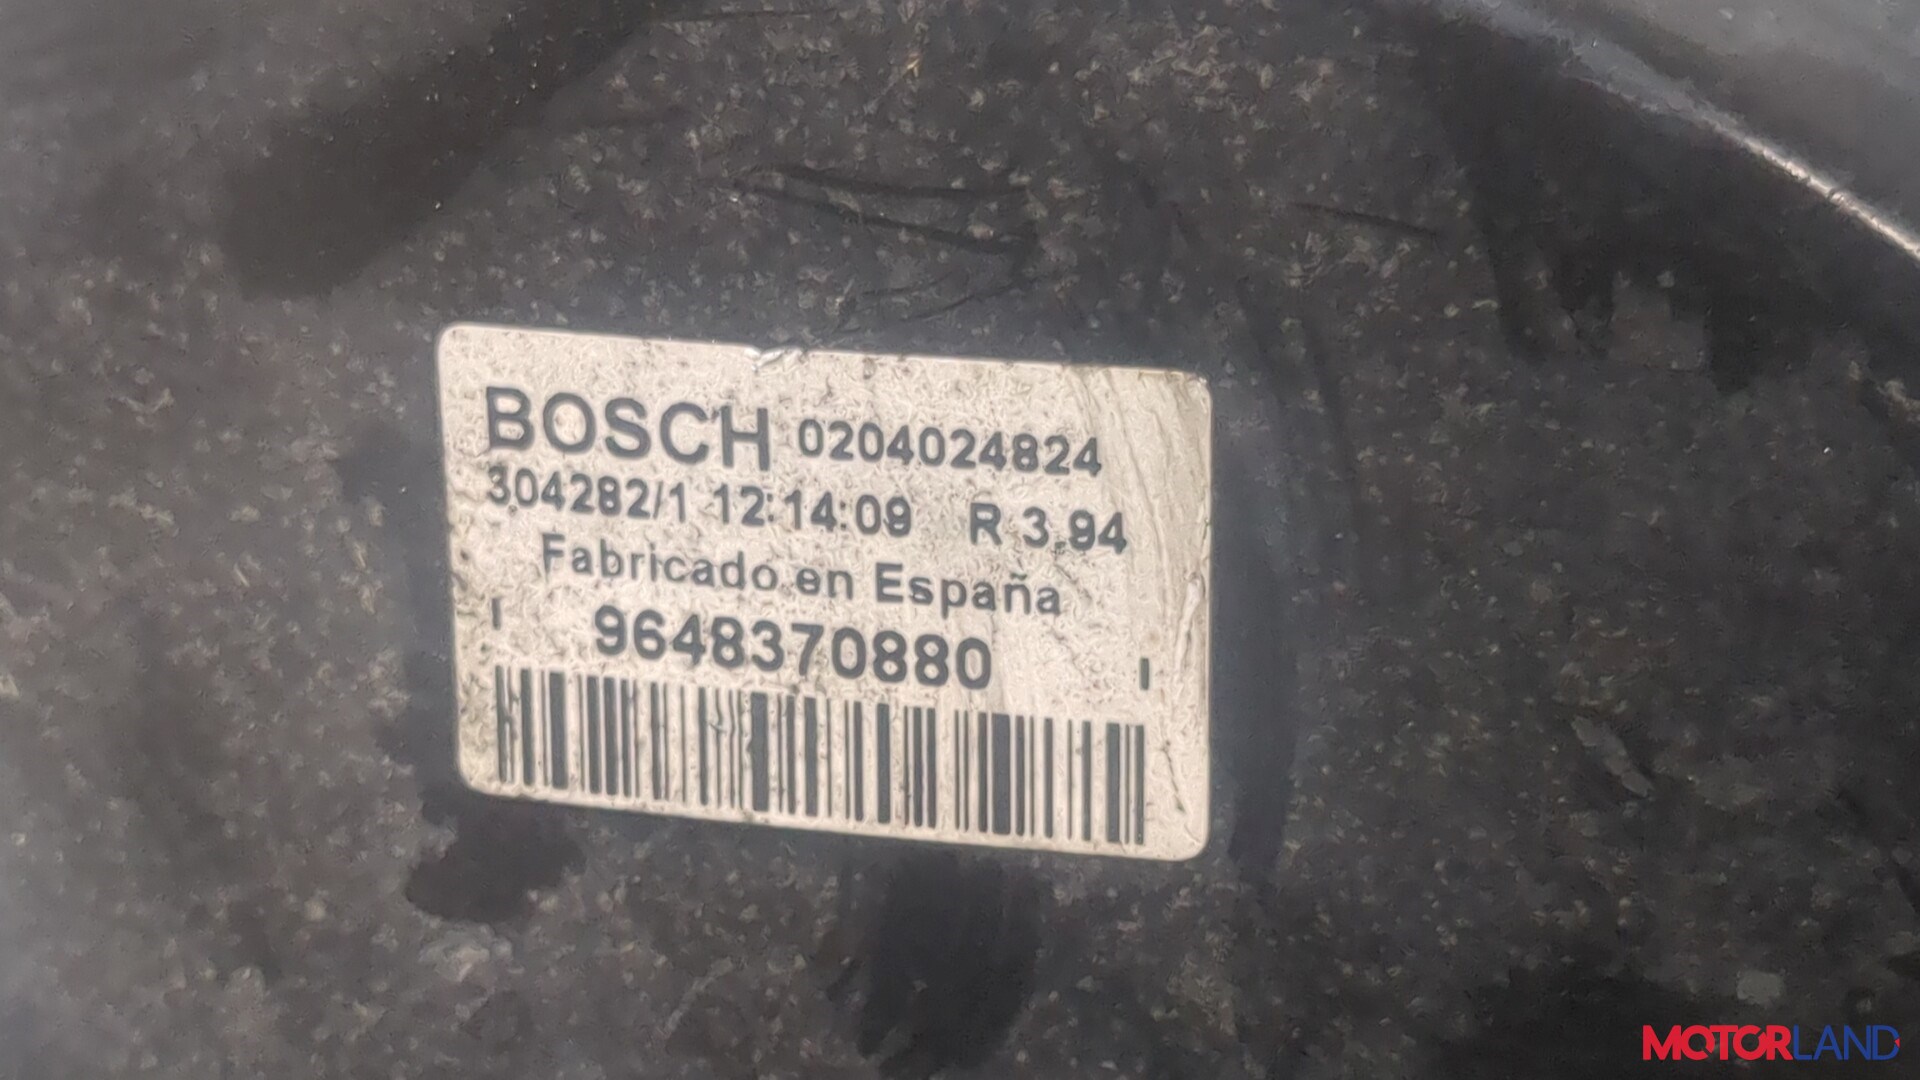 BOSCH 0204024824
304282/1 12:14:09 R 3.94
Fabricado en España
9648370880
MOTORLAND